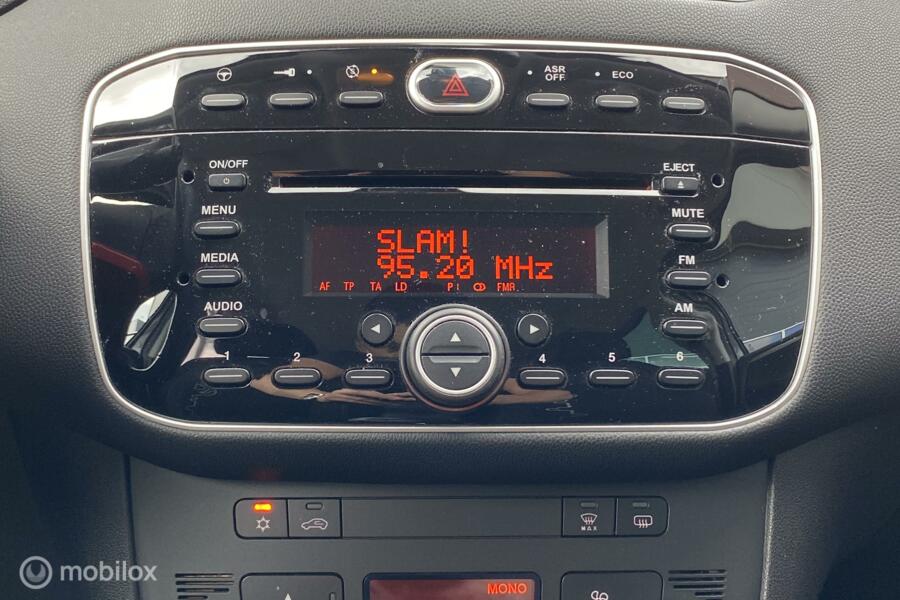 ASR
OFF
ECO
ON/OFF
EJECT
MENU
MUTE
SLAM!
MEDIA
FM
95.20 MHz
AF TP TA LD FMR
AUDIO
AM
1 2 3 4 5 6
MAX
MONO
mobilox